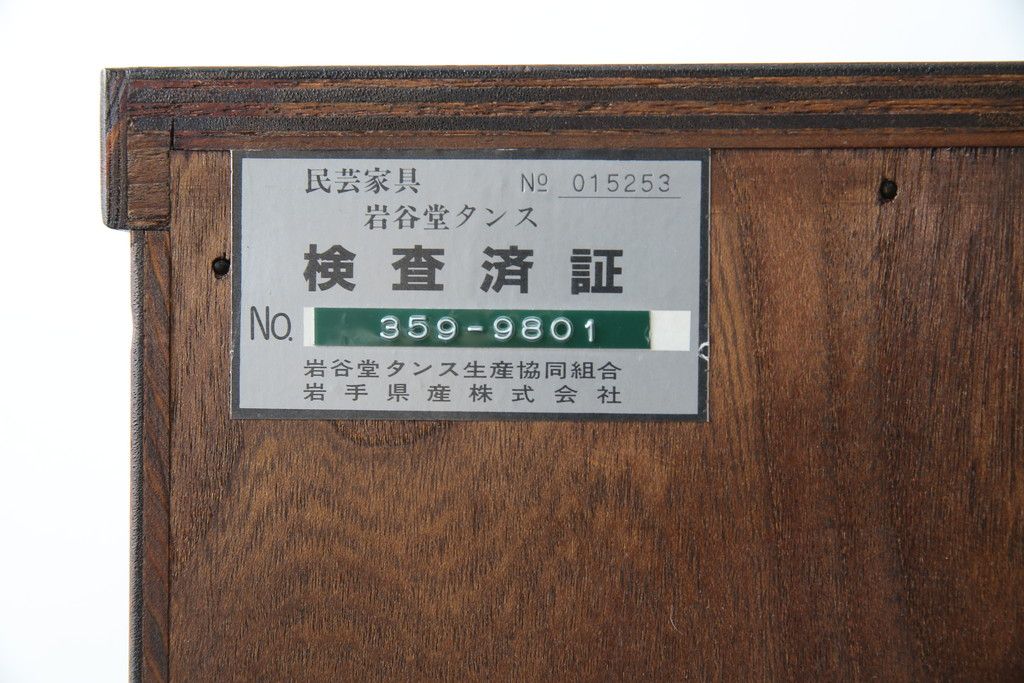 民芸家具 № 015253
岩谷堂タンス
検査済証
No. 359-9801
岩谷堂タンス生産協同組合
岩手県産株式会社